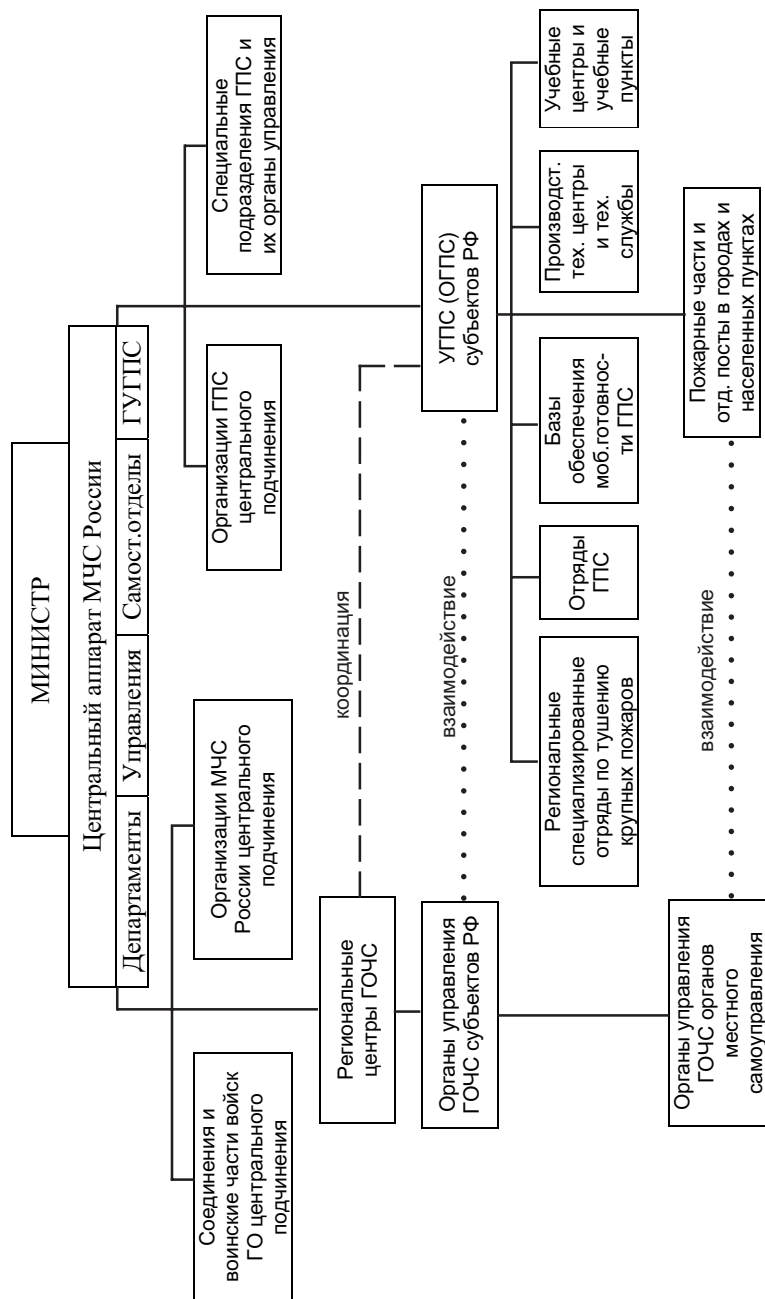 МИНИСТР
Центральный аппарат МЧС России
Департаменты
Управления
Самост.отделы
ГУГПС
Соединения и
воинские части войск
ГО центрального
подчинения
Организации МЧС
России центрального
подчинения
Организации ГПС
центрального
подчинения
Специальные
подразделения ГПС и
их органы управления
Региональные
центры ГОЧС
координация
Органы управления
ГОЧС субъектов РФ
взаимодействие
УГПС (ОГПС)
субъектов РФ
Региональные
специализированные
отряды по тушению
крупных пожаров
Отряды
ГПС
Базы
обеспечения
моб.готовнос-
ти ГПС
Производст.
тех. центры
и тех.
службы
Учебные
центры и
учебные
пункты
Органы управления
ГОЧС органов
местного
самоуправления
взаимодействие
Пожарные части и
отд. посты в городах и
населенных пунктах